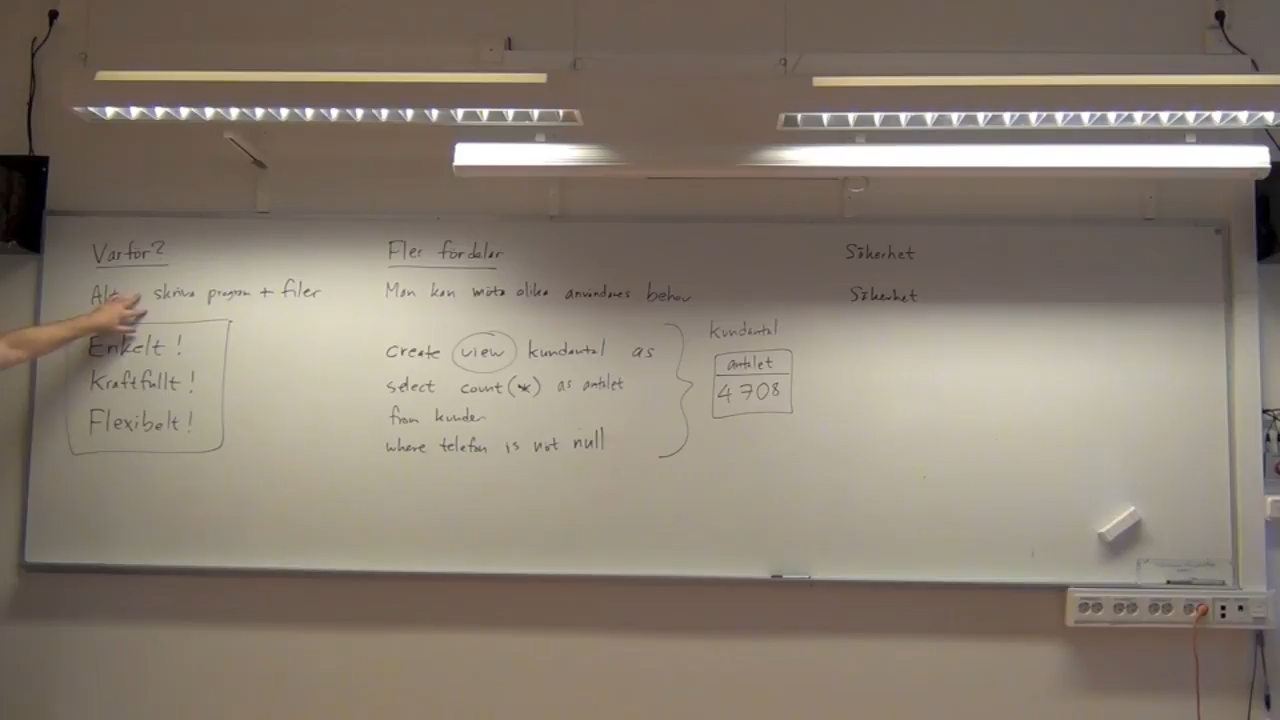 Varför?
Alt skriva program + filer
Enkelt!
Kraftfullt!
Flexibelt!
Fler fördelar
Man kan möta olika användares behov
create view kundantal as
select count(*) as antalet
from kunder
where telefon is not null
kundantal
antalet
4708
Säkerhet
Säkerhet